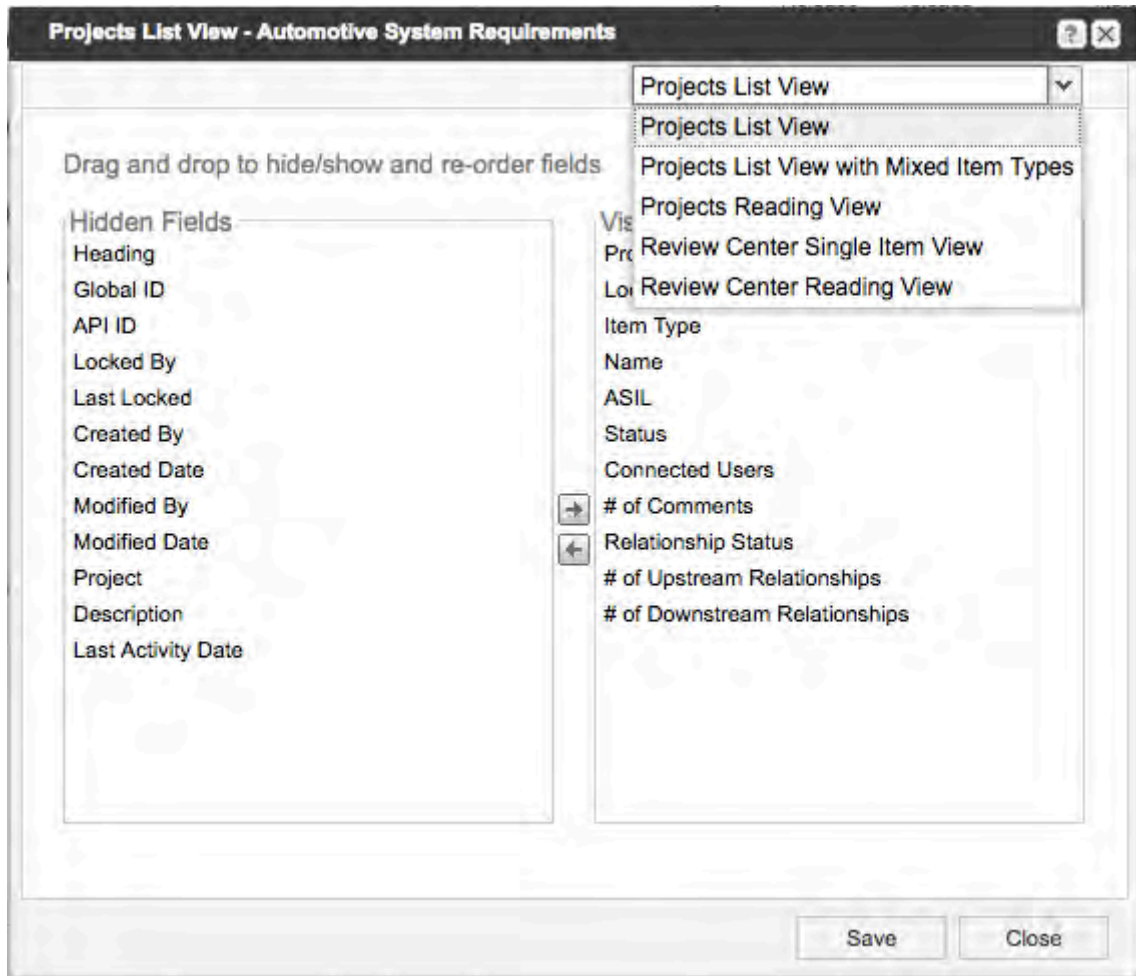 Projects List View - Automotive System Requirements
Projects List View
Projects List View
Projects List View with Mixed Item Types
Projects Reading View
Review Center Single Item View
Review Center Reading View
Drag and drop to hide/show and re-order fields
Hidden Fields
Heading
Global ID
API ID
Locked By
Last Locked
Created By
Created Date
Modified By
Modified Date
Project
Description
Last Activity Date
Item Type
Name
ASIL
Status
Connected Users
# of Comments
Relationship Status
# of Upstream Relationships
# of Downstream Relationships
Save
Close